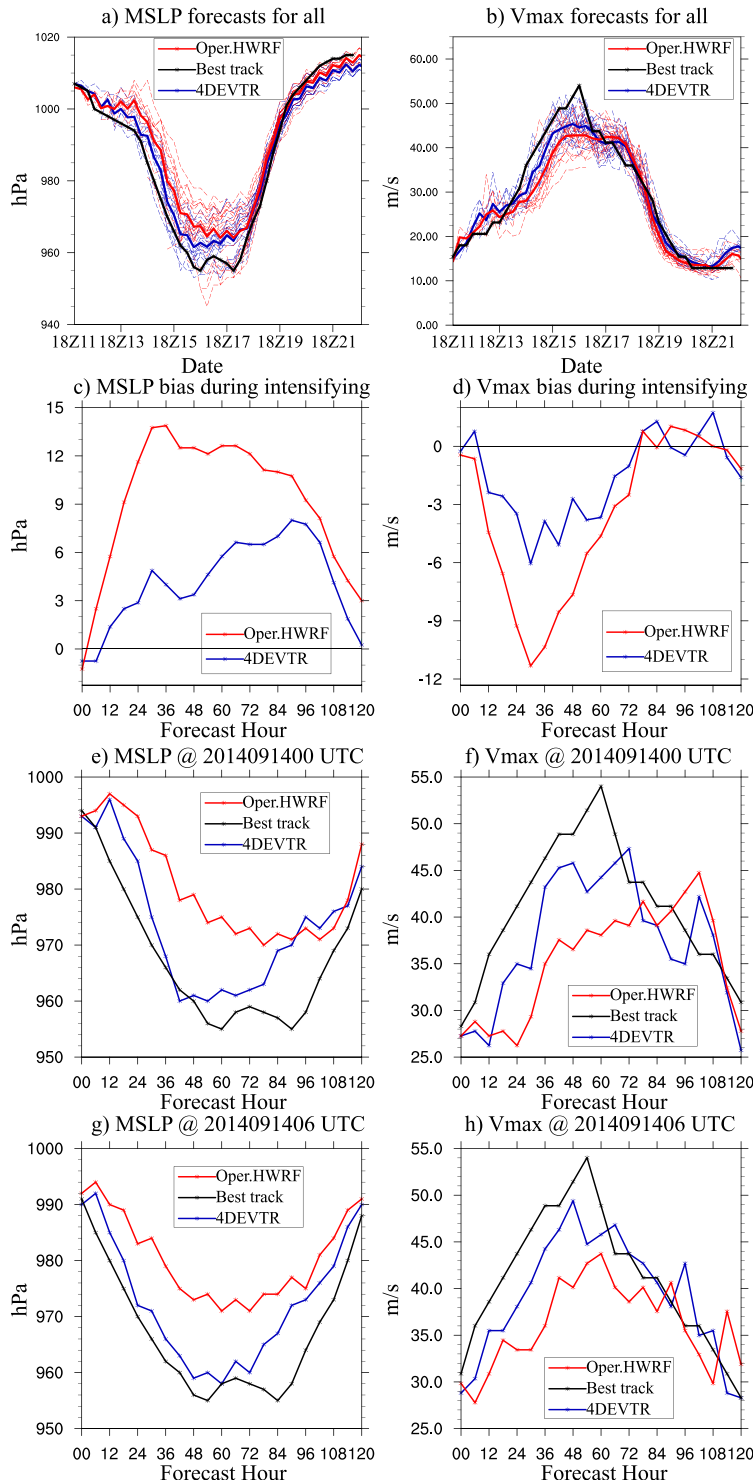 a) MSLP forecasts for all
1020
1000
980
960
940
hPa
Oper.HWRF
Best track
4DEVTR
18Z11 18Z13 18Z15 18Z17 18Z19 18Z21
Date
b) Vmax forecasts for all
60.00
50.00
40.00
30.00
20.00
10.00
0.00
m/s
Oper.HWRF
Best track
4DEVTR
18Z11 18Z13 18Z15 18Z17 18Z19 18Z21
Date
c) MSLP bias during intensifying
15
12
9
6
3
0
hPa
Oper.HWRF
4DEVTR
00 12 24 36 48 60 72 84 96 108 120
Forecast Hour
d) Vmax bias during intensifying
0
-3
-6
-9
-12
m/s
Oper.HWRF
4DEVTR
00 12 24 36 48 60 72 84 96 108 120
Forecast Hour
e) MSLP @ 2014091400 UTC
1000
990
980
970
960
950
hPa
Oper.HWRF
Best track
4DEVTR
00 12 24 36 48 60 72 84 96 108 120
Forecast Hour
f) Vmax @ 2014091400 UTC
55.0
50.0
45.0
40.0
35.0
30.0
25.0
m/s
Oper.HWRF
Best track
4DEVTR
00 12 24 36 48 60 72 84 96 108 120
Forecast Hour
g) MSLP @ 2014091406 UTC
1000
990
980
970
960
950
hPa
Oper.HWRF
Best track
4DEVTR
00 12 24 36 48 60 72 84 96 108 120
Forecast Hour
h) Vmax @ 2014091406 UTC
55.0
50.0
45.0
40.0
35.0
30.0
25.0
m/s
Oper.HWRF
Best track
4DEVTR
00 12 24 36 48 60 72 84 96 108 120
Forecast Hour